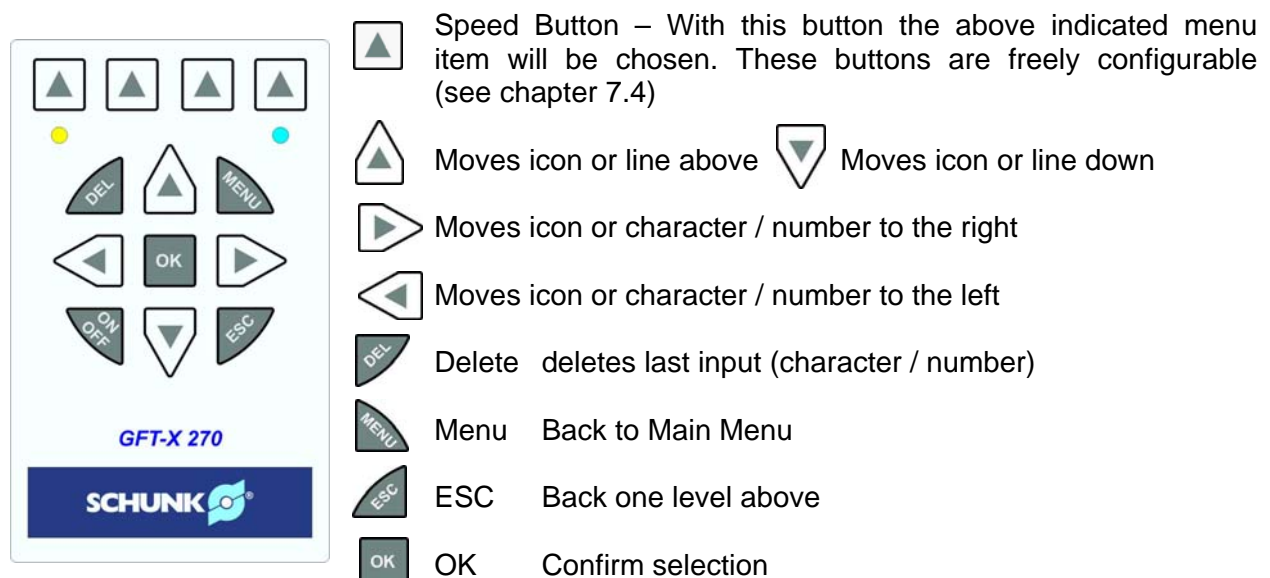 DEL
MENU
OK
ON
OFF
ESC
GFT-X 270
SCHUNK ®
Speed Button – With this button the above indicated menu
item will be chosen. These buttons are freely configurable
(see chapter 7.4)
Moves icon or line above Moves icon or line down
Moves icon or character / number to the right
Moves icon or character / number to the left
DEL Delete deletes last input (character / number)
MENU Menu Back to Main Menu
ESC ESC Back one level above
OK OK Confirm selection